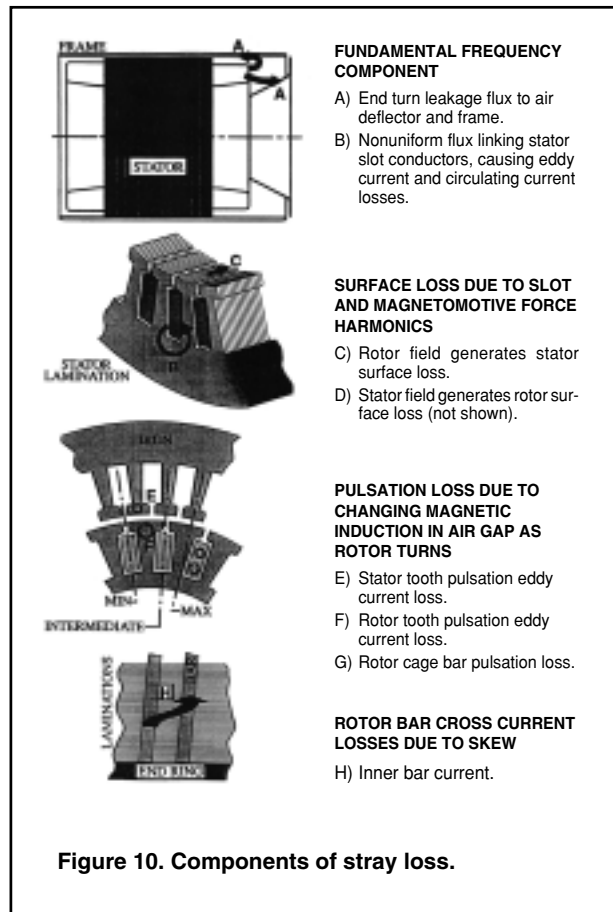 FRAME
A
A
STATOR
FUNDAMENTAL FREQUENCY
COMPONENT
A) End turn leakage flux to air
deflector and frame.
B) Nonuniform flux linking stator
slot conductors, causing eddy
current and circulating current
losses.
C
STATOR
LAMINATION
SURFACE LOSS DUE TO SLOT
AND MAGNETOMOTIVE FORCE
HARMONICS
C) Rotor field generates stator
surface loss.
D) Stator field generates rotor sur-
face loss (not shown).
IRON
E
MIN
MAX
INTERMEDIATE
PULSATION LOSS DUE TO
CHANGING MAGNETIC
INDUCTION IN AIR GAP AS
ROTOR TURNS
E) Stator tooth pulsation eddy
current loss.
F) Rotor tooth pulsation eddy
current loss.
G) Rotor cage bar pulsation loss.
LAMINATIONS
BAR
H
END RING
ROTOR BAR CROSS CURRENT
LOSSES DUE TO SKEW
H) Inner bar current.
Figure 10. Components of stray loss.